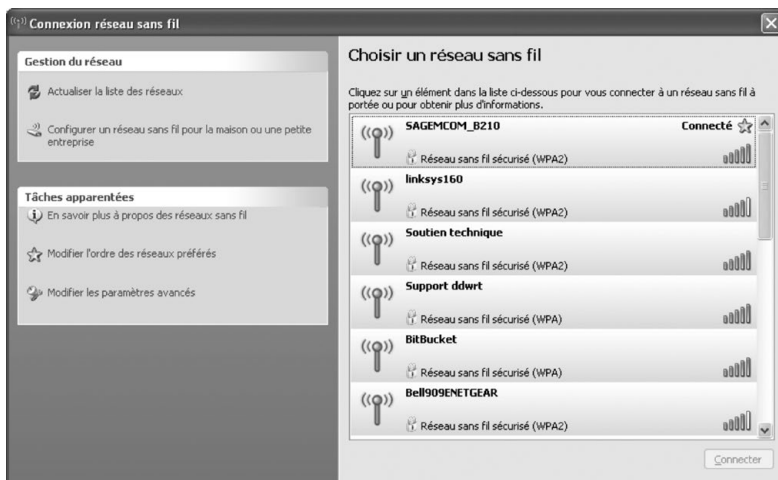 Connexion réseau sans fil
Gestion du réseau
Actualiser la liste des réseaux
Configurer un réseau sans fil pour la maison ou une petite
entreprise
Tâches apparentées
En savoir plus à propos des réseaux sans fil
Modifier l'ordre des réseaux préférés
Modifier les paramètres avancés
Choisir un réseau sans fil
Cliquez sur un élément dans la liste ci-dessous pour vous connecter à un réseau sans fil à
portée ou pour obtenir plus d'informations.
SAGEMCOM_B210 Connecté
Réseau sans fil sécurisé (WPA2)
linksys160
Réseau sans fil sécurisé (WPA2)
Soutien technique
Réseau sans fil sécurisé (WPA2)
Support ddwrt
Réseau sans fil sécurisé (WPA)
BitBucket
Réseau sans fil sécurisé (WPA)
Bell909ENETGEAR
Réseau sans fil sécurisé (WPA2)
Connecter